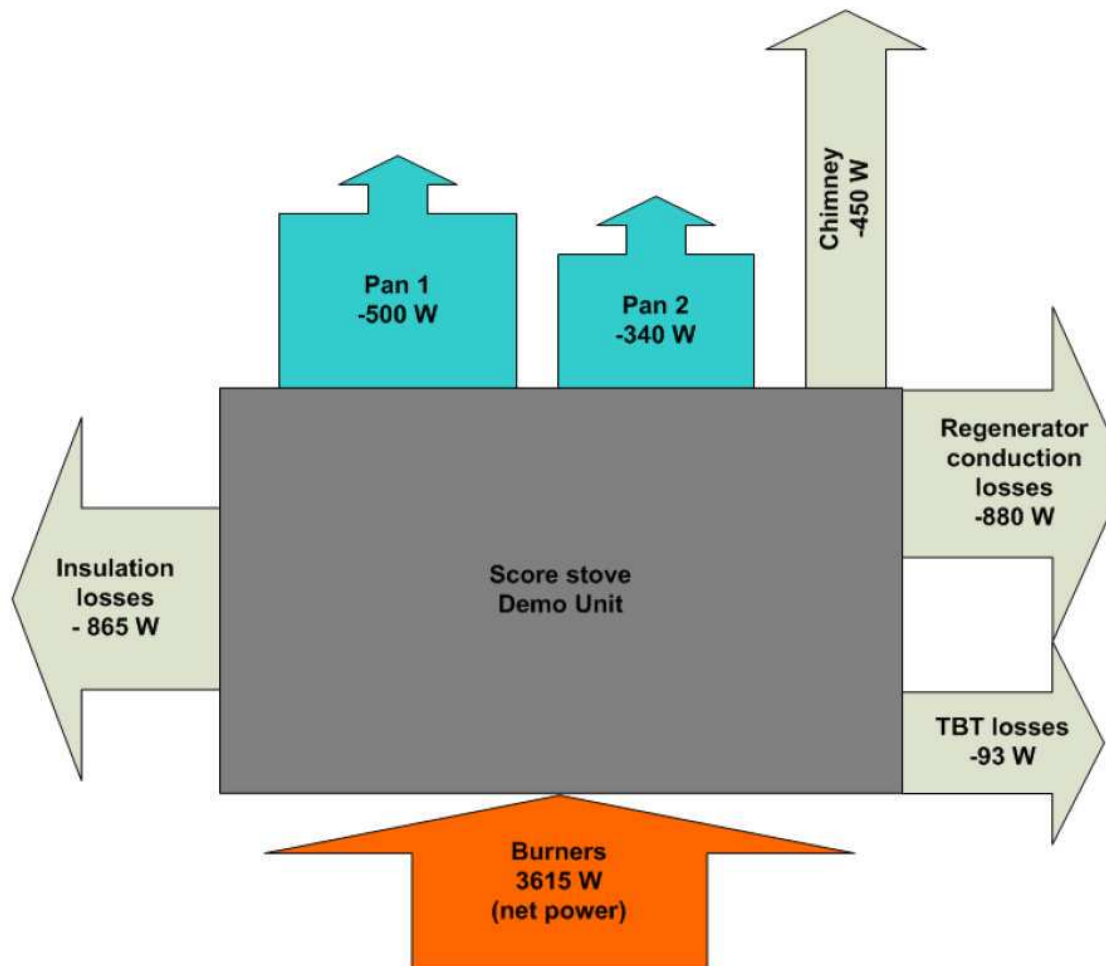 Chimney
-450 W
Pan 1
-500 W
Pan 2
-340 W
Regenerator
conduction
losses
-880 W
Insulation
losses
- 865 W
Score stove
Demo Unit
TBT losses
-93 W
Burners
3615 W
(net power)